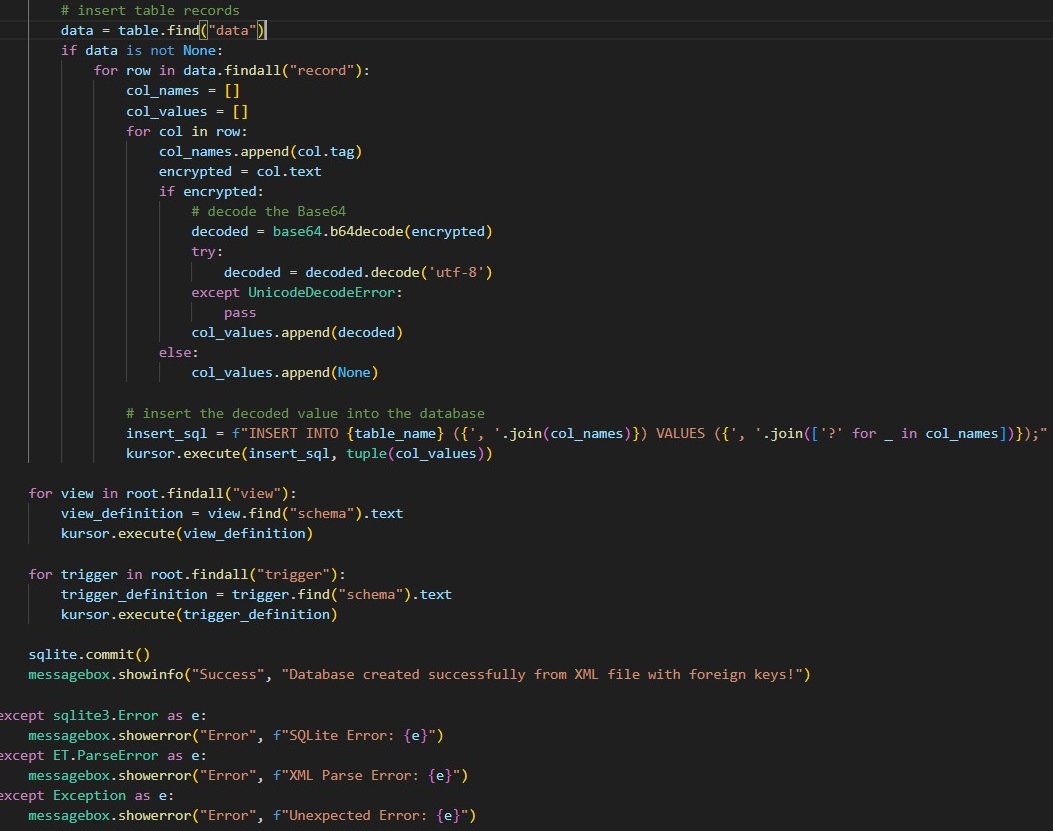 # insert table records
data = table.find("data")
if data is not None:
for row in data.findall("record"):
col_names = []
col_values = []
for col in row:
col_names.append(col.tag)
encrypted = col.text
if encrypted:
# decode the Base64
decoded = base64.b64decode(encrypted)
try:
decoded = decoded.decode('utf-8')
except UnicodeDecodeError:
pass
col_values.append(decoded)
else:
col_values.append(None)
# insert the decoded value into the database
insert_sql = f"INSERT INTO {table_name} ({', '.join(col_names)}) VALUES ({', '.join(['?' for _ in col_names])});"
kursor.execute(insert_sql, tuple(col_values))
for view in root.findall("view"):
view_definition = view.find("schema").text
kursor.execute(view_definition)
for trigger in root.findall("trigger"):
trigger_definition = trigger.find("schema").text
kursor.execute(trigger_definition)
sqlite.commit()
messagebox.showinfo("Success", "Database created successfully from XML file with foreign keys!")
except sqlite3.Error as e:
messagebox.showerror("Error", f"SQLite Error: {e}")
except ET.ParseError as e:
messagebox.showerror("Error", f"XML Parse Error: {e}")
except Exception as e:
messagebox.showerror("Error", f"Unexpected Error: {e}")